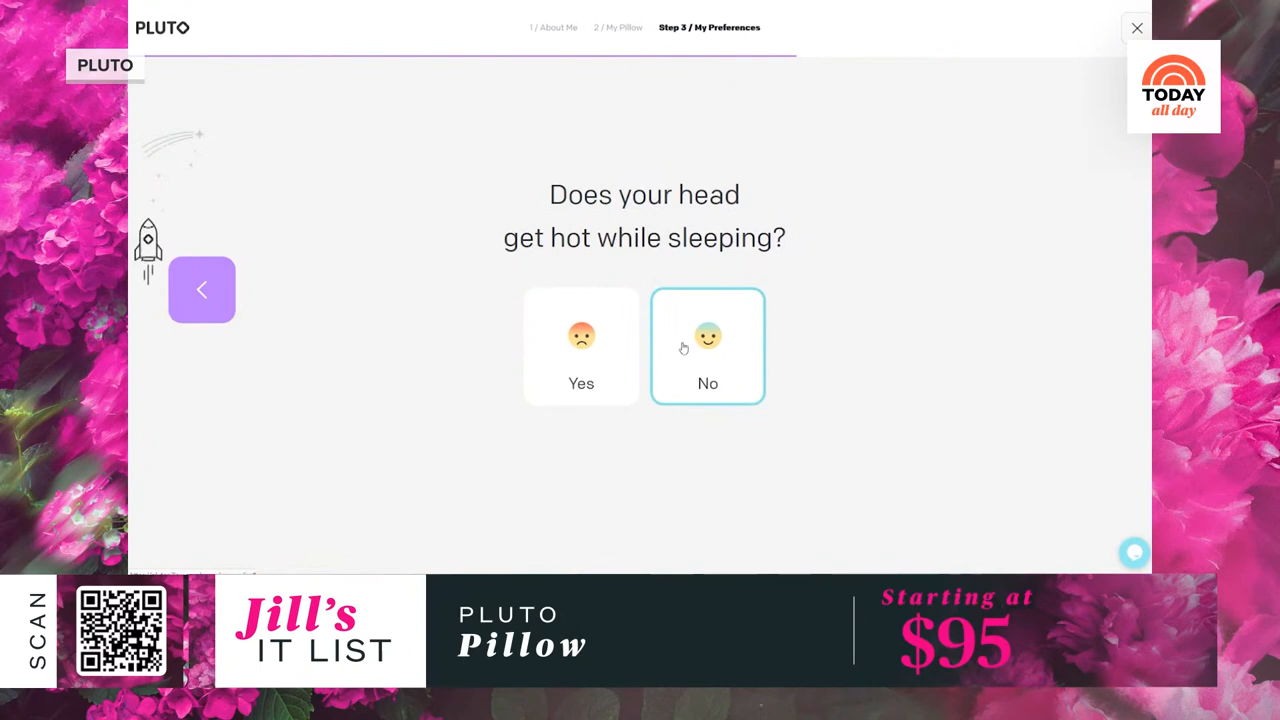 PLUTO
1 / About Me
2 / My Pillow
Step 3 / My Preferences
PLUTO
TODAY
all day
Does your head
get hot while sleeping?
Yes
No
SCAN
Jill's
IT LIST
PLUTO
Pillow
Starting at
$95